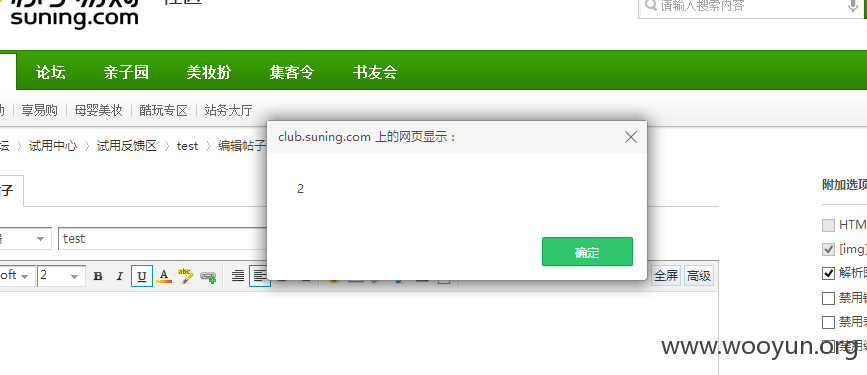 suning.com
请输入搜索内容
论坛 亲子园 美妆扮 集客令 书友会
享易购 母婴美妆 酷玩专区 站务大厅
坛 〉 试用中心 〉 试用反馈区 〉 test 〉 编辑帖子
club.suning.com 上的网页显示：
2
确定
附加选项
子
test
HTM
[img]
解析
禁用
禁用
禁用
oft 2 B I U A abc
全屏 高级
www.wooyun.org